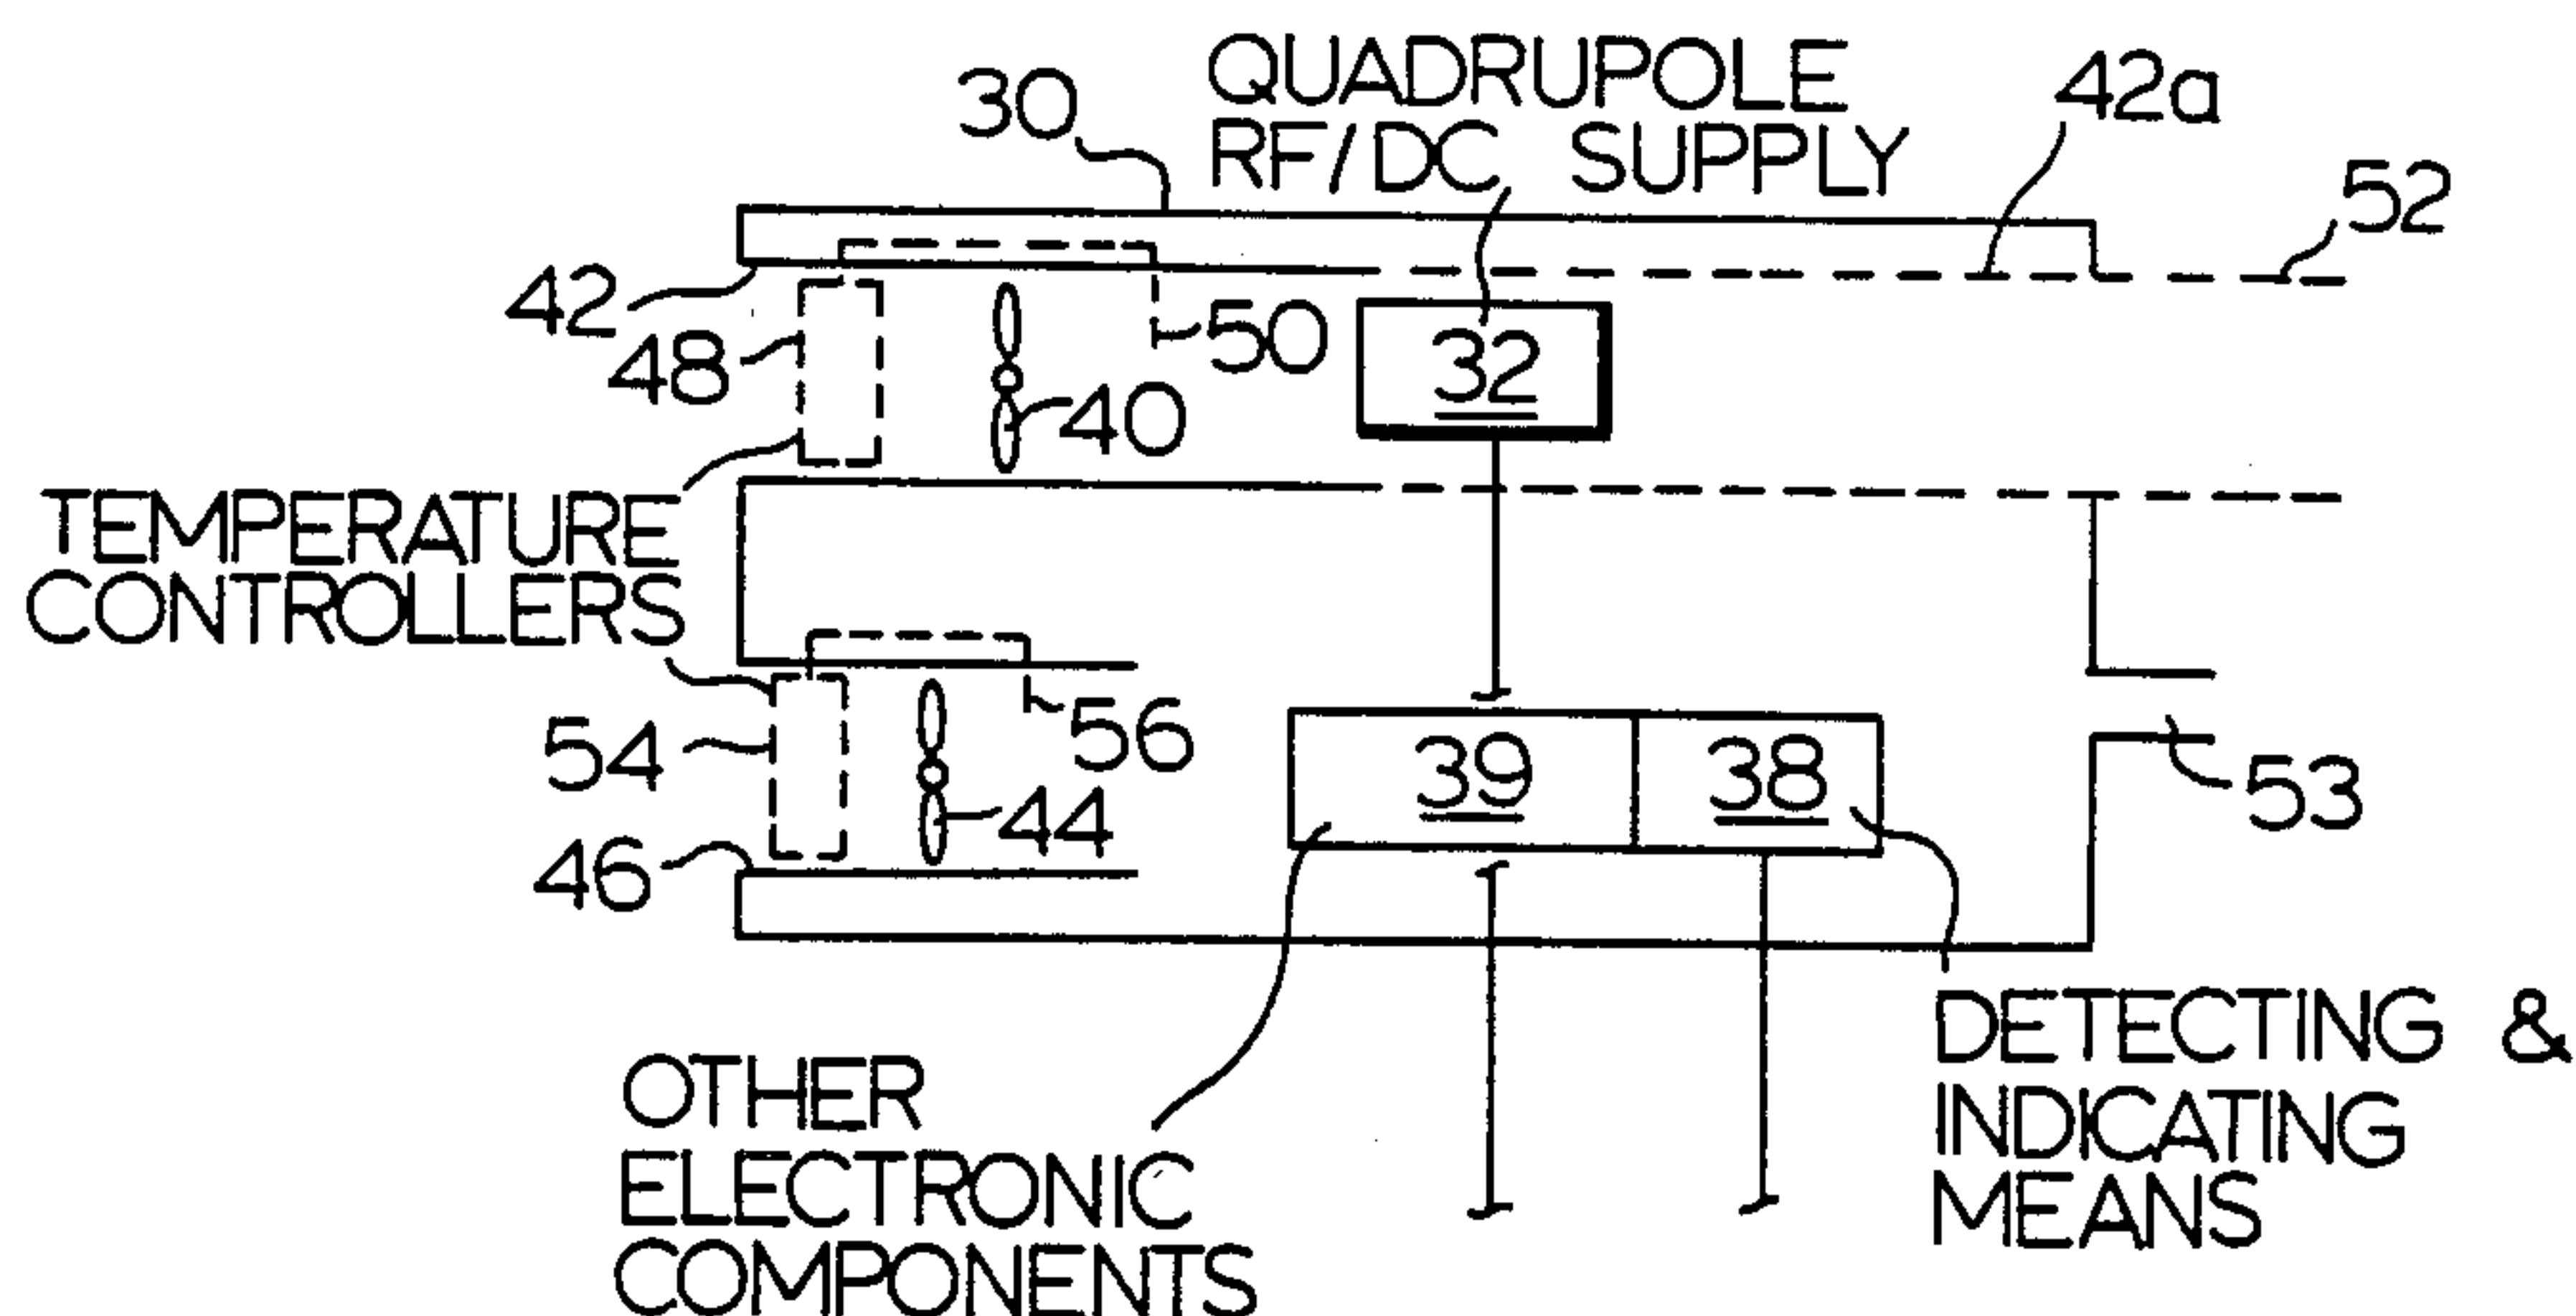 QUADRUPOLE
RF/DC SUPPLY
30
42a
52
42
48
50
32
40
TEMPERATURE
CONTROLLERS
54
56
39
38
53
44
46
OTHER
ELECTRONIC
COMPONENTS
DETECTING &
INDICATING
MEANS